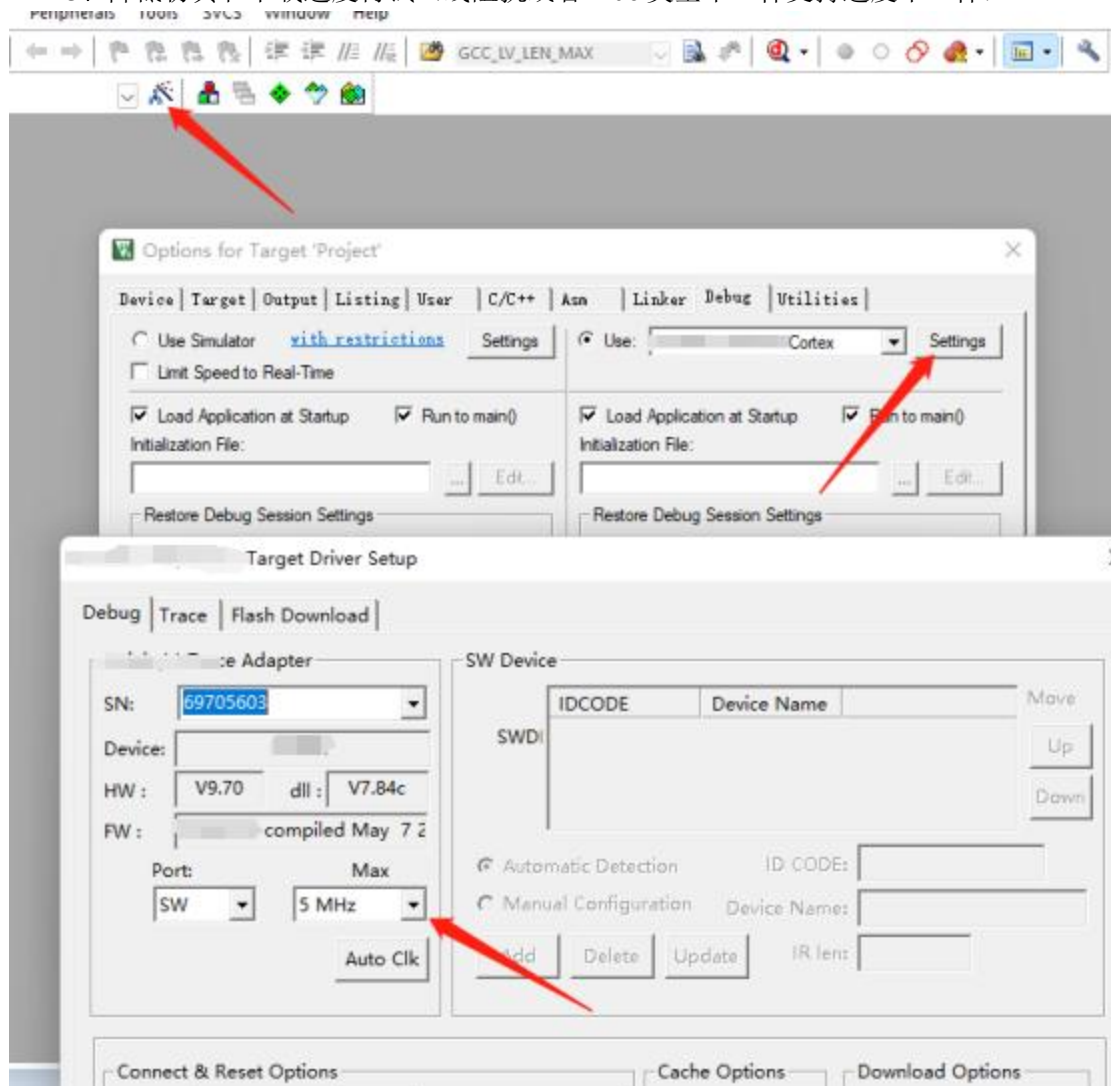 Peripherals Tools SVCS Window Help
GCC_LV_LEN_MAX
Options for Target 'Project'
Device Target Output Listing User C/C++ Asm Linker Debug Utilities
Use Simulator with restrictions Settings Use: Cortex Settings
Limit Speed to Real-Time
Load Application at Startup Run to main() Load Application at Startup Run to main()
Initialization File: Initialization File:
... Edit... ... Edit...
Restore Debug Session Settings Restore Debug Session Settings
Target Driver Setup
Debug Trace Flash Download
Adapter SW Device
SN: 69705603 IDCODE Device Name Move
SWDI Up
Device:
HW : V9.70 dll : V7.84c Down
FW : compiled May 7 2
Port: Max Automatic Detection ID CODE:
SW 5 MHz Manual Configuration Device Name:
Auto Clk Add Delete Update IR len:
Connect & Reset Options Cache Options Download Options